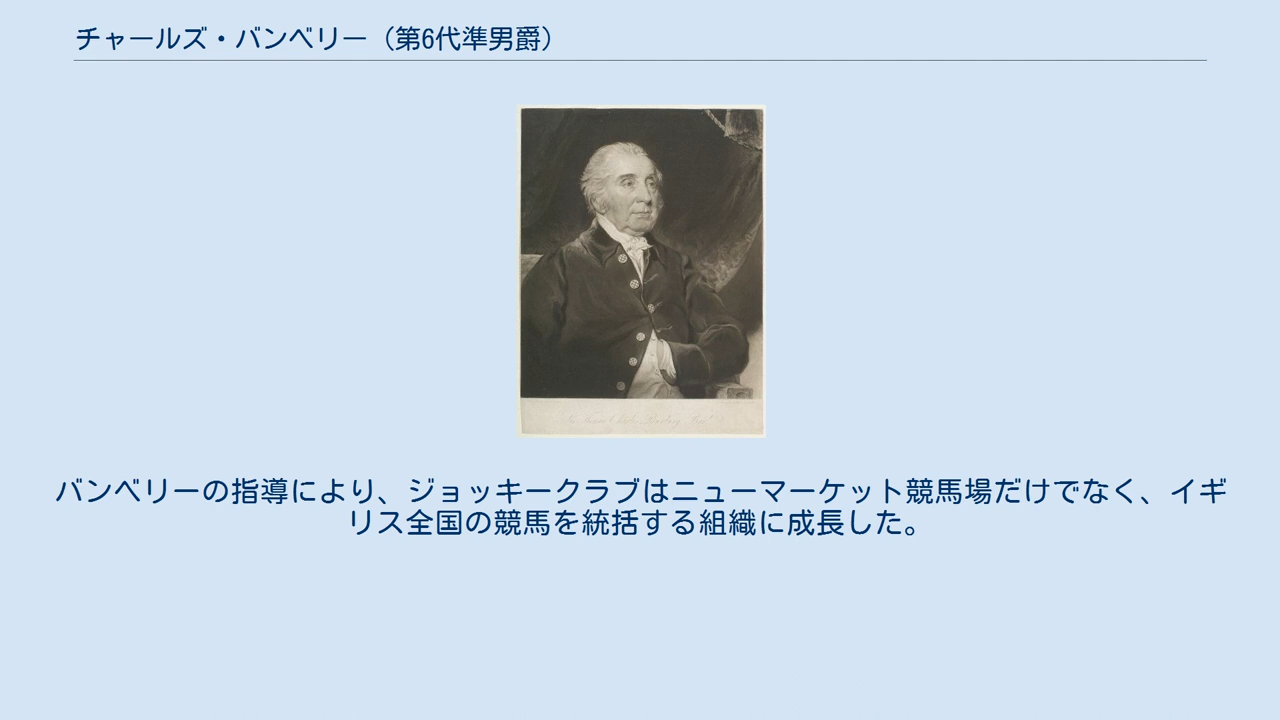 チャールズ・バンベリー（第6代準男爵）
バンベリーの指導により、ジョッキークラブはニューマーケット競馬場だけでなく、イギ
リス全国の競馬を統括する組織に成長した。